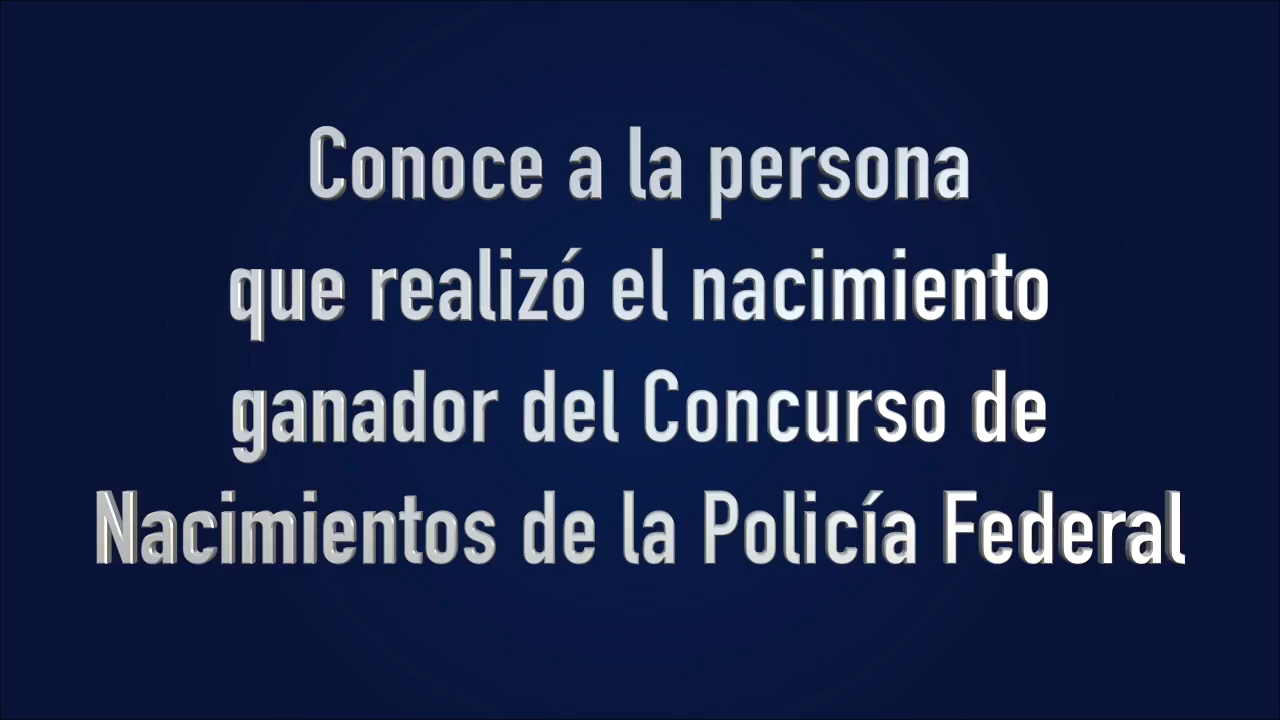 Conoce a la persona
que realizó el nacimiento
ganador del Concurso de
Nacimientos de la Policía Federal